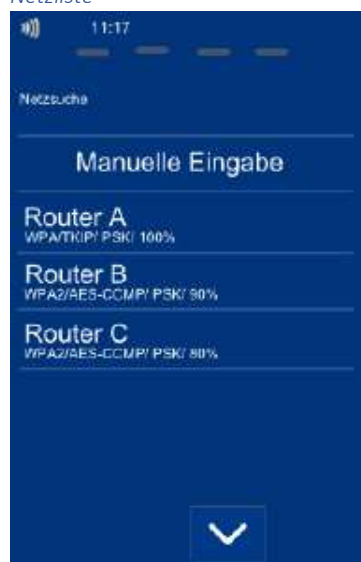 Netzliste
11:17
Netzsuche
Manuelle Eingabe
Router A
WPA/TKIP/ PSK/ 100%
Router B
WPA2/AES-CCMP/ PSK/ 90%
Router C
WPA2/AES-CCMP/ PSK/ 80%